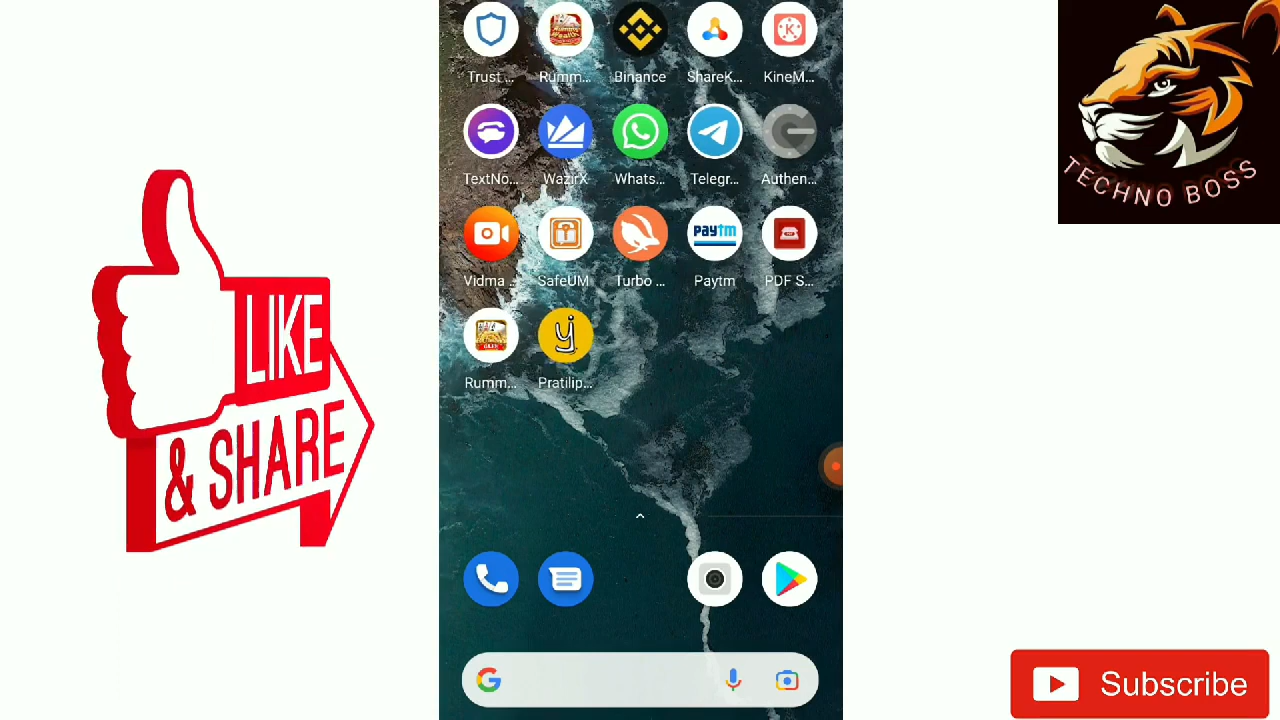 Trust ...
Rumm...
Binance
ShareK...
KineM...
TextNo...
WazirX
Whats...
Telegr...
Authen...
Vidma ...
SafeUM
Turbo ...
paytm
Paytm
PDF S...
Rumm...
Pratilip...
LIKE
& SHARE
TECHNO BOSS
Subscribe